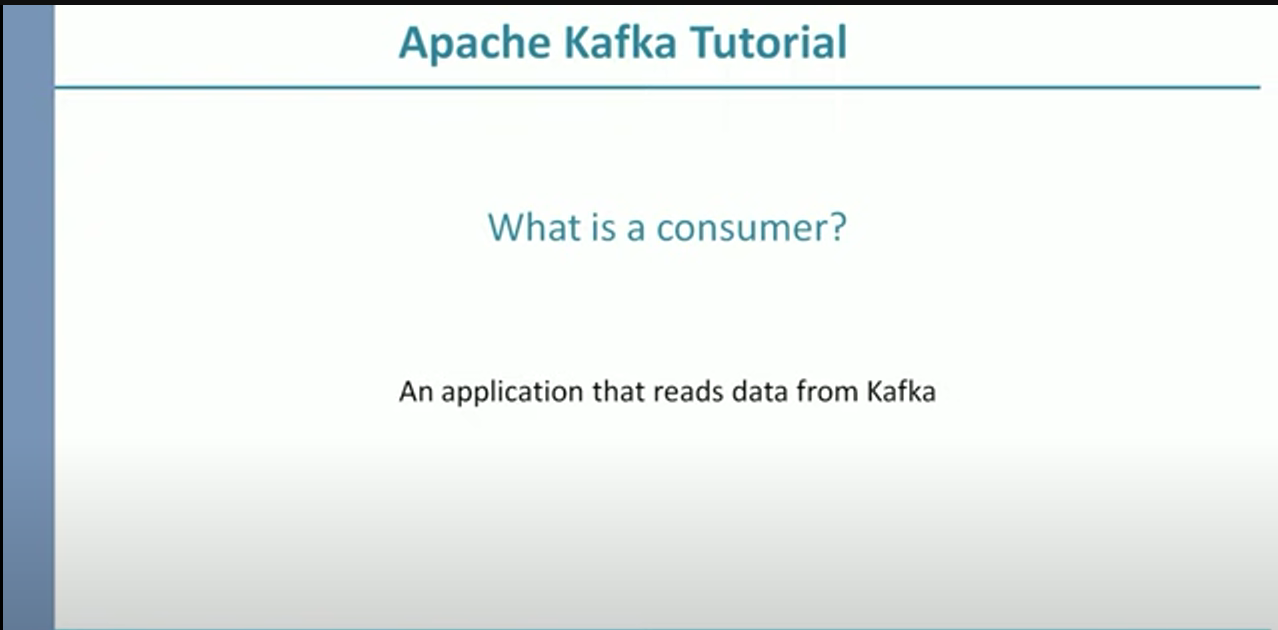 Apache Kafka Tutorial
What is a consumer?
An application that reads data from Kafka